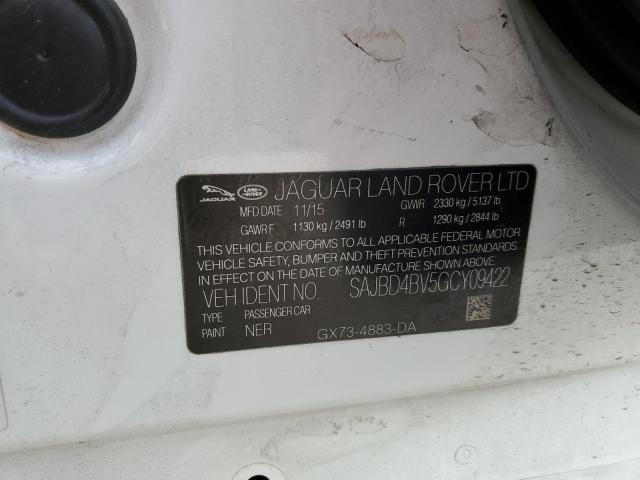 JAGUAR LAND-ROVER JAGUAR LAND ROVER LTD
MFD DATE 11/15 GVWR 2330 kg / 5137 lb
GAWR F 1130 kg / 2491 lb R 1290 kg / 2844 lb
THIS VEHICLE CONFORMS TO ALL APPLICABLE FEDERAL MOTOR
VEHICLE SAFETY, BUMPER AND THEFT PREVENTION STANDARDS
IN EFFECT ON THE DATE OF MANUFACTURE SHOWN ABOVE.
VEH IDENT NO SAJBD4BV5GCY09422
TYPE PASSENGER CAR
PAINT NER GX73-4883-DA